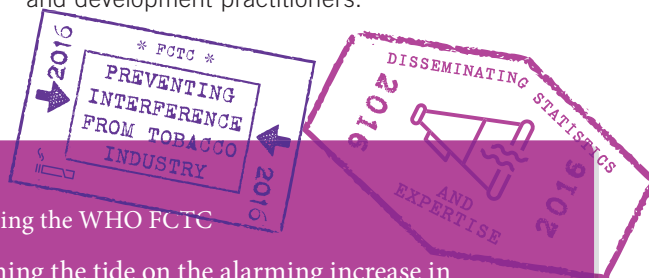 and development practitioners.
* FCTC *
2016
PREVENTING
INTERFERENCE
FROM TOBACCO
INDUSTRY
2016
DISSEMINATING STATISTICS
2016
AND
EXPERTISE
2016
ing the WHO FCTC
ning the tide on the alarming increase in